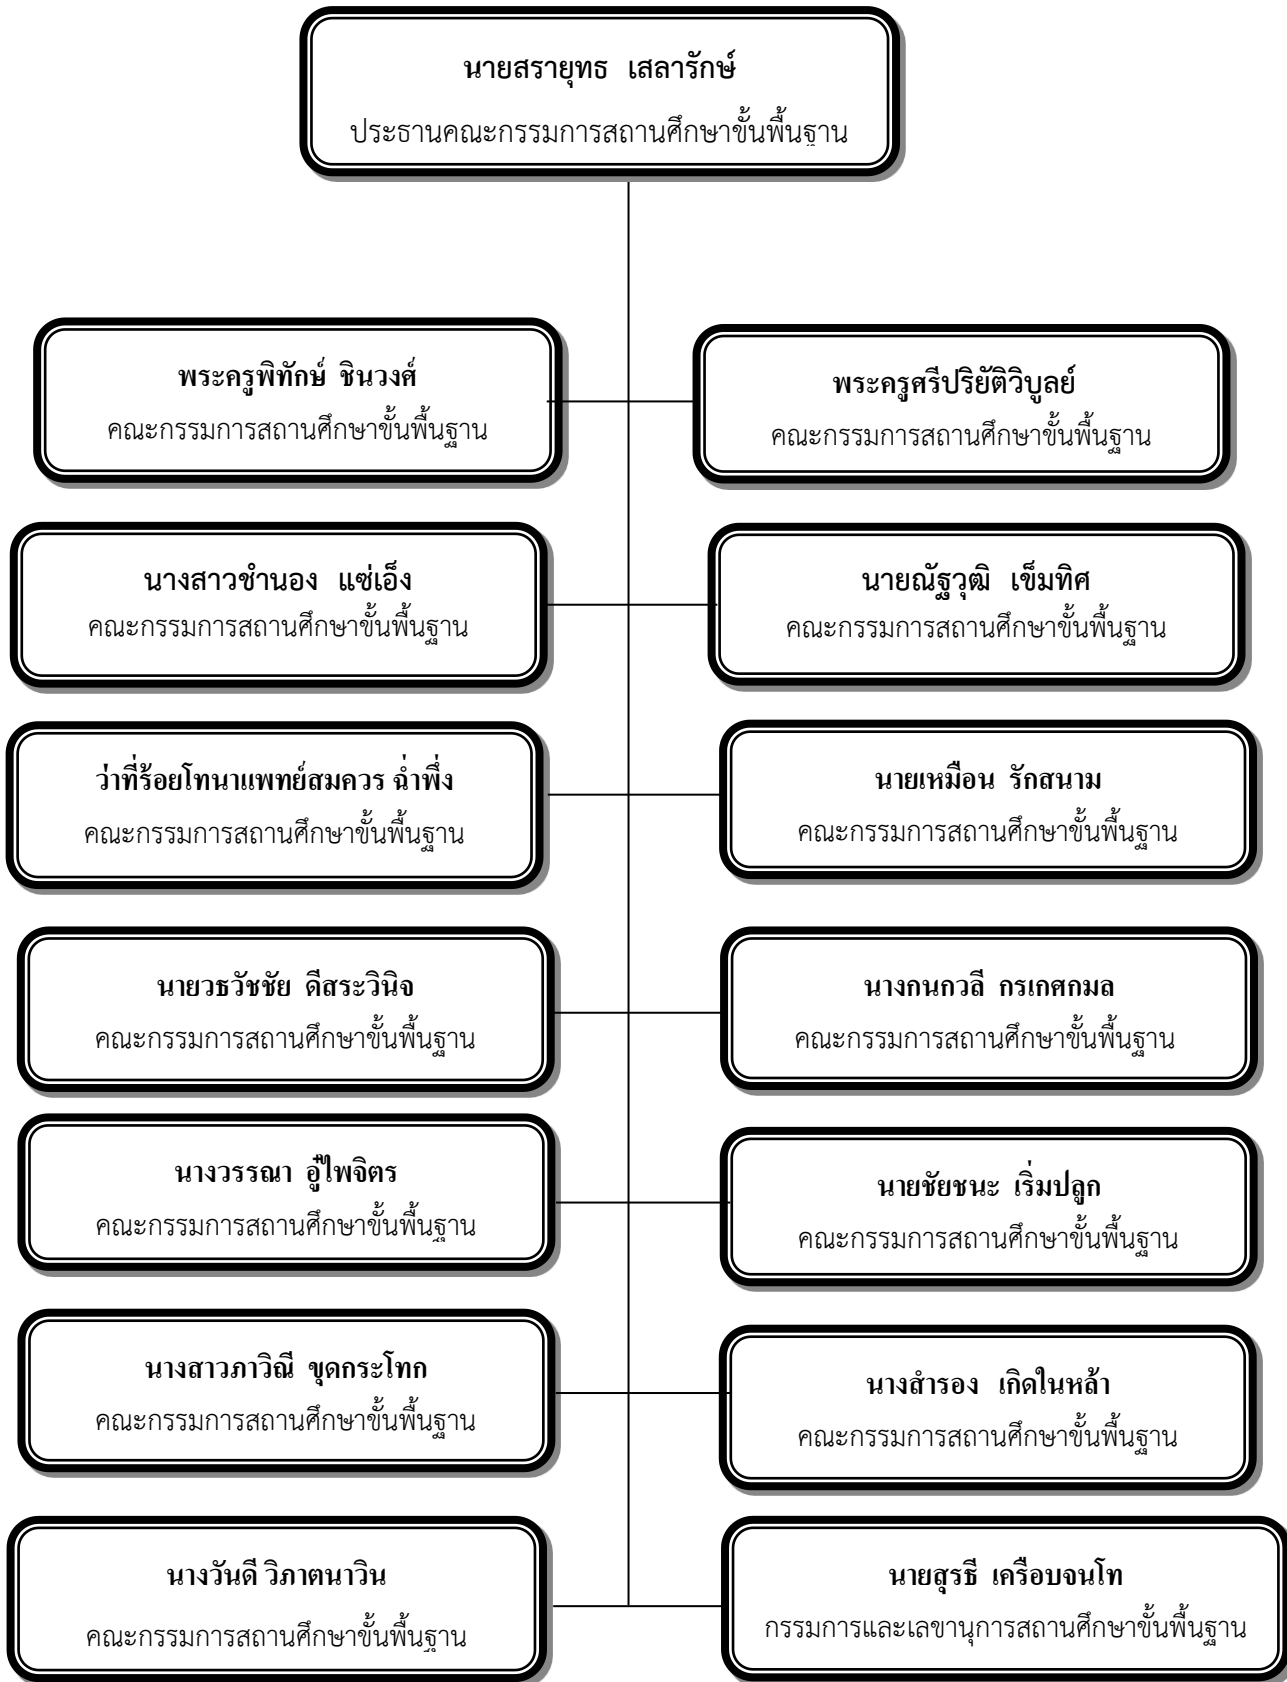 นายสรายุทธ เสลารักษ์
ประธานคณะกรรมการสถานศึกษาขั้นพื้นฐาน
พระครูพิทักษ์ ชินวงศ์
คณะกรรมการสถานศึกษาขั้นพื้นฐาน
พระครูศรีปริยัติวิบูลย์
คณะกรรมการสถานศึกษาขั้นพื้นฐาน
นางสาวชำนอง แซ่เอ็ง
คณะกรรมการสถานศึกษาขั้นพื้นฐาน
นายณัฐวุฒิ เข็มทิศ
คณะกรรมการสถานศึกษาขั้นพื้นฐาน
ว่าที่ร้อยโทนาแพทย์สมควร ฉ่ำพึ่ง
คณะกรรมการสถานศึกษาขั้นพื้นฐาน
นายเหมือน รักสนาม
คณะกรรมการสถานศึกษาขั้นพื้นฐาน
นายวธวัชชัย ดีสระวินิจ
คณะกรรมการสถานศึกษาขั้นพื้นฐาน
นางกนกวลี กรเกศกมล
คณะกรรมการสถานศึกษาขั้นพื้นฐาน
นางวรรณา อู๋ไพจิตร
คณะกรรมการสถานศึกษาขั้นพื้นฐาน
นายชัยชนะ เริ่มปลูก
คณะกรรมการสถานศึกษาขั้นพื้นฐาน
นางสาวภาวิณี ขุดกระโทก
คณะกรรมการสถานศึกษาขั้นพื้นฐาน
นางสำรอง เกิดในหล้า
คณะกรรมการสถานศึกษาขั้นพื้นฐาน
นางวันดี วิภาตนาวิน
คณะกรรมการสถานศึกษาขั้นพื้นฐาน
นายสุรธี เครือบจนโท
กรรมการและเลขานุการสถานศึกษาขั้นพื้นฐาน